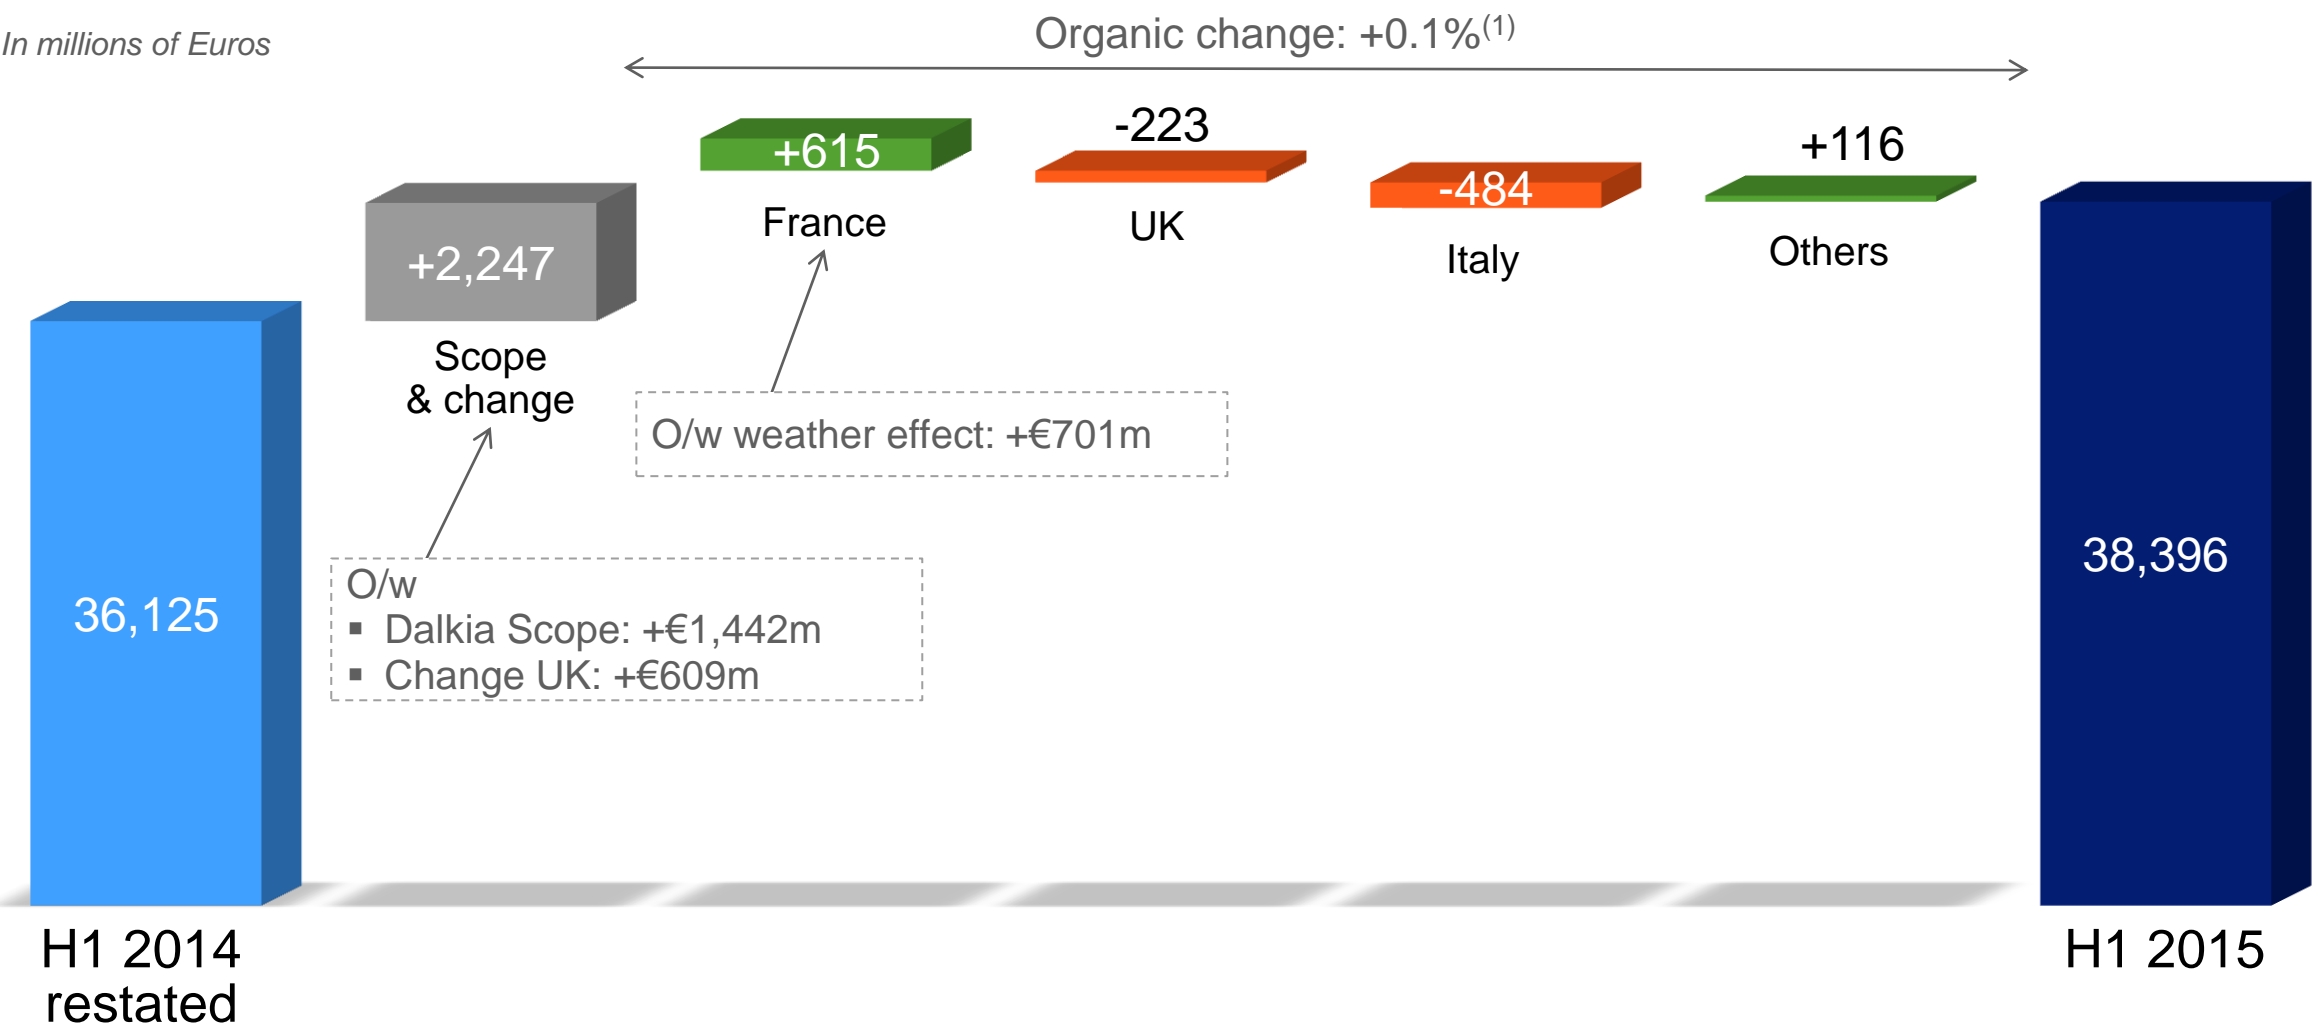 In millions of Euros
Organic change: +0.1%(1)
+615
-223
-484
+116
+2,247
France
UK
Italy
Others
Scope
& change
O/w weather effect: +€701m
O/w
▪ Dalkia Scope: +€1,442m
▪ Change UK: +€609m
36,125
38,396
H1 2014
restated
H1 2015